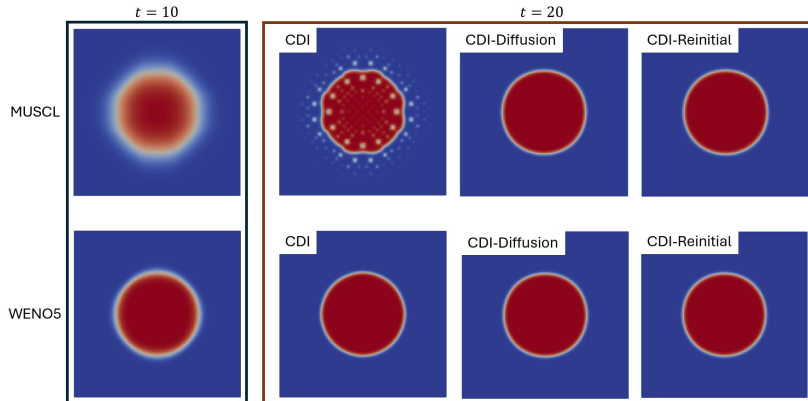 t = 10
t = 20
MUSCL
CDI
CDI-Diffusion
CDI-Reinitial
WENO5
CDI
CDI-Diffusion
CDI-Reinitial